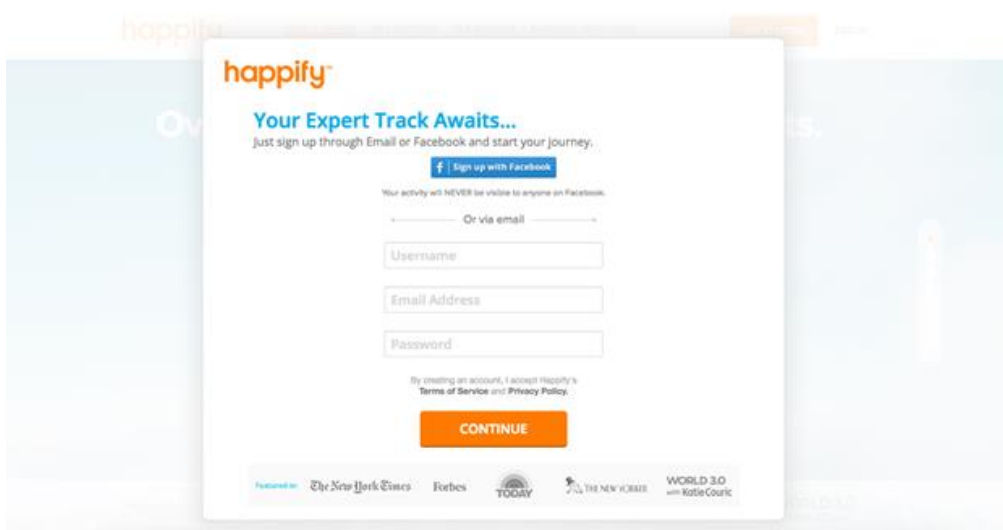 happify
Your Expert Track Awaits...
Just sign up through Email or Facebook and start your journey.
f Sign up with Facebook
Your activity will NEVER be visible to anyone on Facebook.
Or via email
Username
Email Address
Password
By creating an account, I accept Happify's
Terms of Service and Privacy Policy.
CONTINUE
Featured in: The New York Times Forbes TODAY THE NEW YORKER WORLD 3.0
with Katie Couric